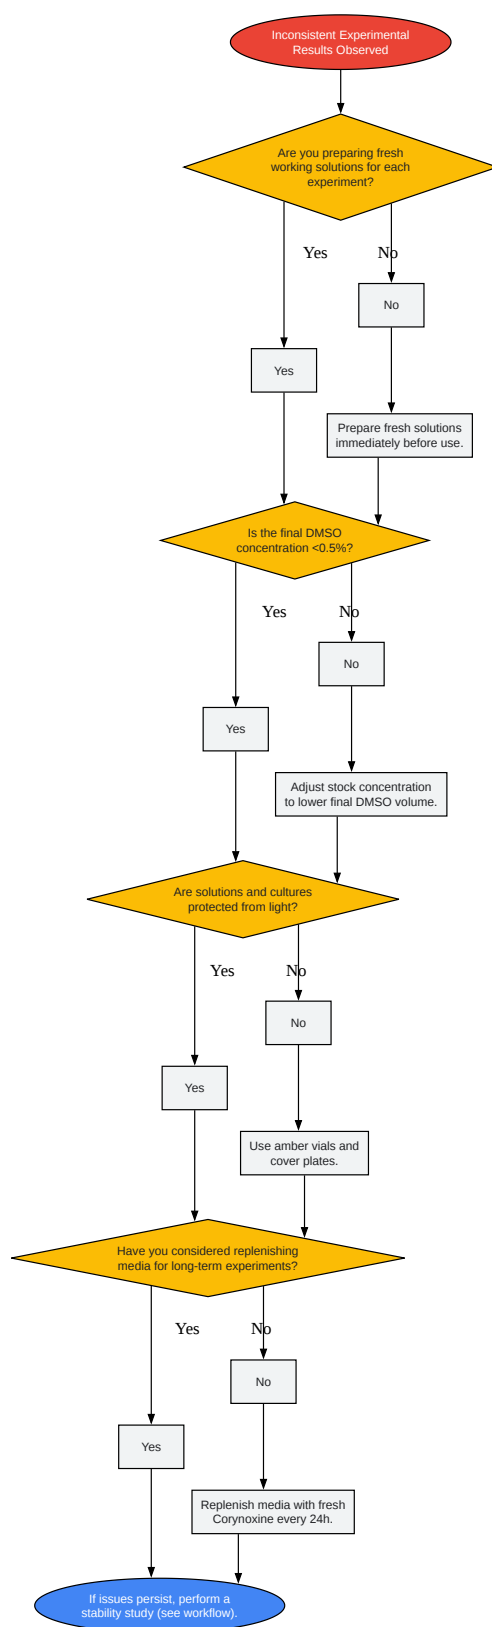 Inconsistent Experimental
Results Observed
Are you preparing fresh
working solutions for each
experiment?
Yes
No
No
Yes
Prepare fresh solutions
immediately before use.
Is the final DMSO
concentration <0.5%?
Yes
No
No
Yes
Adjust stock concentration
to lower final DMSO volume.
Are solutions and cultures
protected from light?
Yes
No
No
Yes
Use amber vials and
cover plates.
Have you considered replenishing
media for long-term experiments?
Yes
No
No
Yes
Replenish media with fresh
Corynoxine every 24h.
If issues persist, perform a
stability study (see workflow).